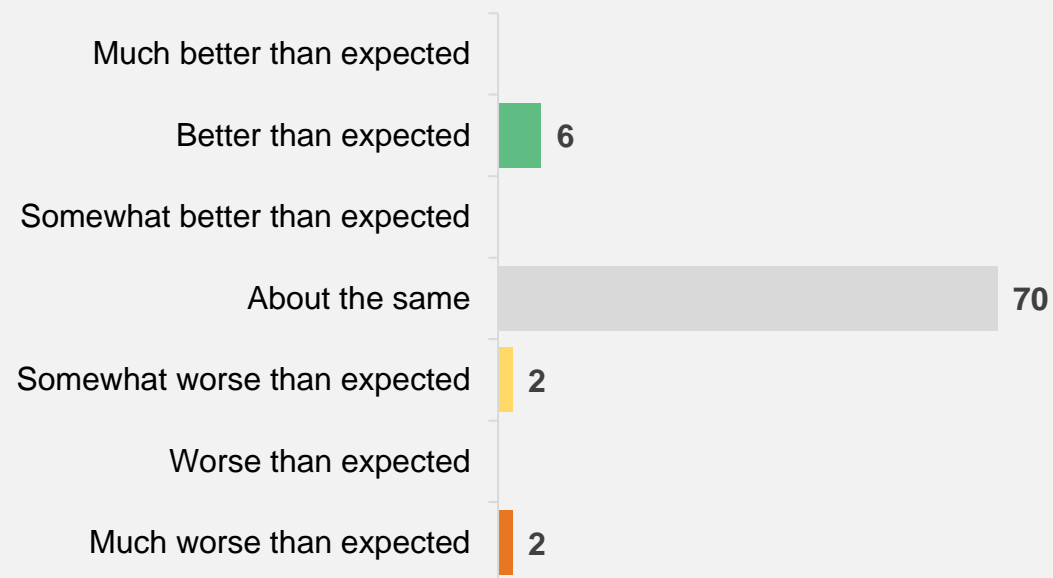 Much better than expected
Better than expected 6
Somewhat better than expected
About the same 70
Somewhat worse than expected 2
Worse than expected
Much worse than expected 2